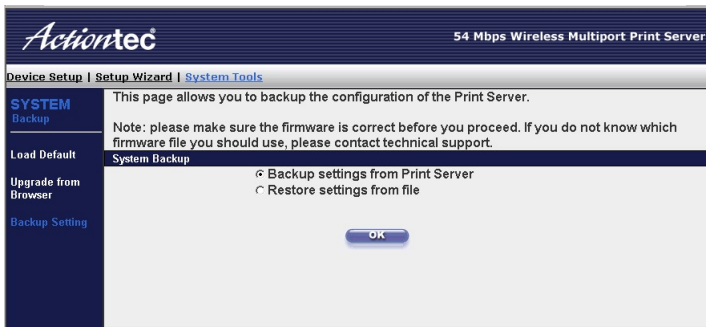 Actiontec
54 Mbps Wireless Multiport Print Server
Device Setup | Setup Wizard | System Tools
SYSTEM
Backup
Load Default
Upgrade from
Browser
Backup Setting
This page allows you to backup the configuration of the Print Server.
Note: please make sure the firmware is correct before you proceed. If you do not know which
firmware file you should use, please contact technical support.
System Backup
Backup settings from Print Server
Restore settings from file
OK